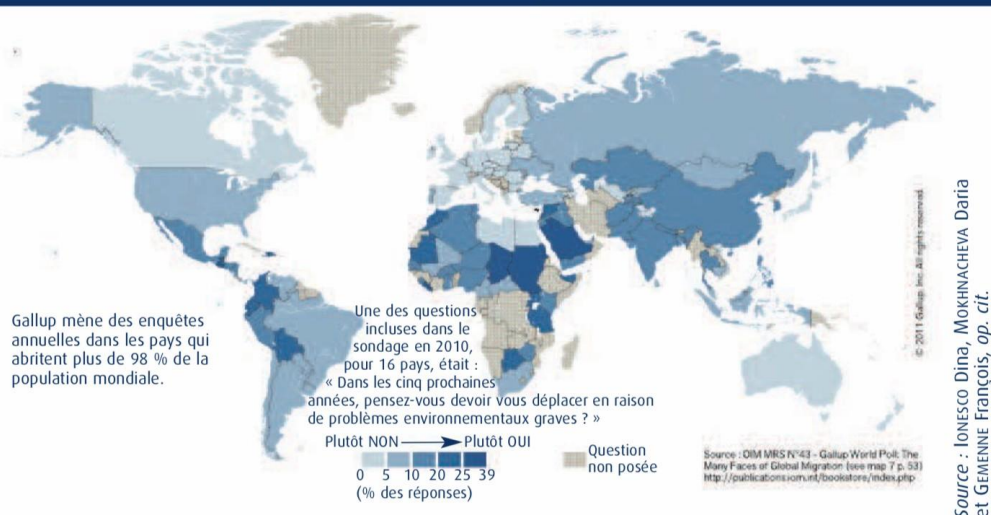 Gallup mène des enquêtes
annuelles dans les pays qui
abritent plus de 98 % de la
population mondiale.
Une des questions
incluses dans le
sondage en 2010,
pour 16 pays, était :
« Dans les cinq prochaines
années, pensez-vous devoir vous déplacer en raison
de problèmes environnementaux graves ? »
Plutôt NON Plutôt OUI
0 5 10 20 25 39
(% des réponses)
Question
non posée
Source : OIM MRS N°43 - Gallup World Poll: The
Many Faces of Global Migration (see map 7 p. 53)
http://publications.iom.int/bookstore/index.php
© 2011 Gallup, Inc. All rights reserved.
Source : IONESCO Dina, MOKHNACHEVA Daria
et GEMENNE François, op. cit.